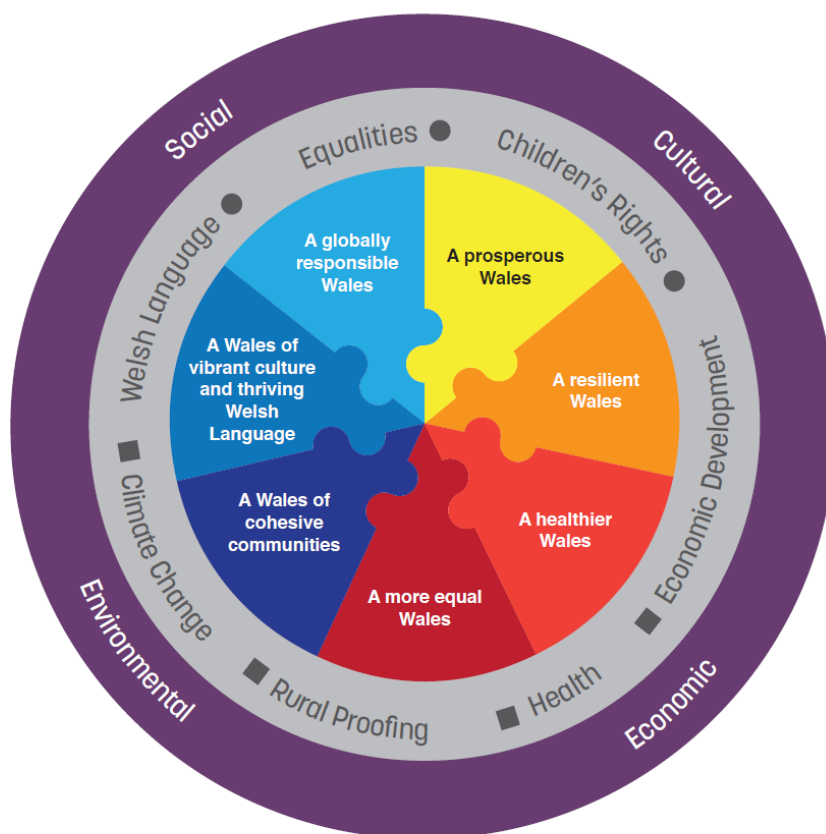 Social
Cultural
Economic
Environmental
Equalities
Children's Rights
Economic Development
Health
Rural Proofing
Climate Change
Welsh Language
A prosperous
Wales
A resilient
Wales
A healthier
Wales
A more equal
Wales
A Wales of
cohesive
communities
A Wales of
vibrant culture
and thriving
Welsh
Language
A globally
responsible
Wales